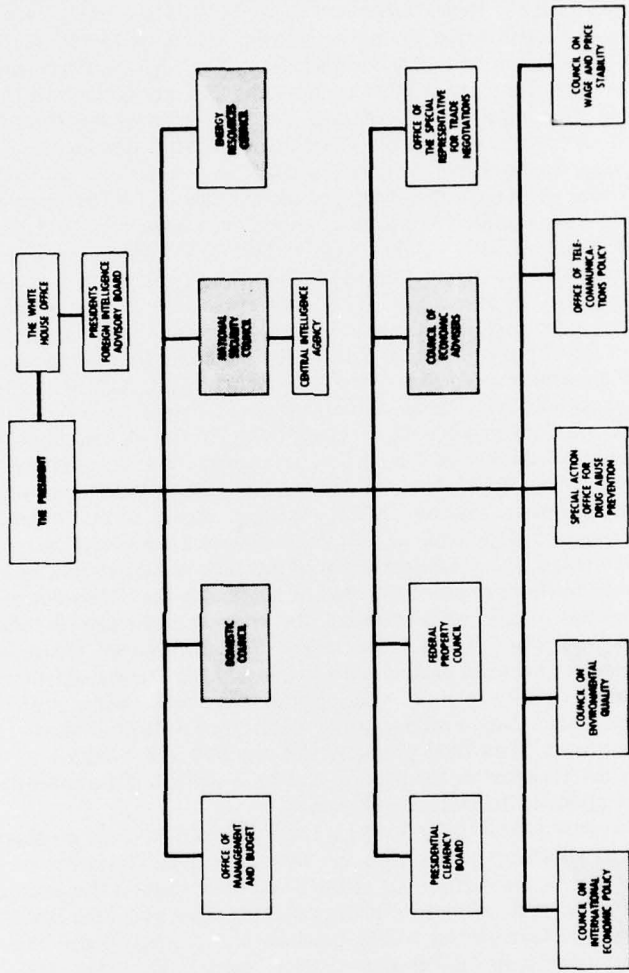 THE PRESIDENT
THE WHITE
HOUSE OFFICE
PRESIDENTS
FOREIGN INTELLIGENCE
ADVISORY BOARD
OFFICE OF
MANAGEMENT
AND BUDGET
DOMESTIC
COUNCIL
NATIONAL
SECURITY
COUNCIL
ENERGY
RESOURCES
COUNCIL
CENTRAL INTELLIGENCE
AGENCY
PRESIDENTIAL
CLEMENCY
BOARD
FEDERAL
PROPERTY
COUNCIL
COUNCIL OF
ECONOMIC
ADVISERS
OFFICE OF
THE SPECIAL
REPRESENTATIVE
FOR TRADE
NEGOTIATIONS
COUNCIL ON
INTERNATIONAL
ECONOMIC POLICY
COUNCIL ON
ENVIRONMENTAL
QUALITY
SPECIAL ACTION
OFFICE FOR
DRUG ABUSE
PREVENTION
OFFICE OF TELE-
COMMUNICA-
TIONS POLICY
COUNCIL ON
WAGE AND PRICE
STABILITY